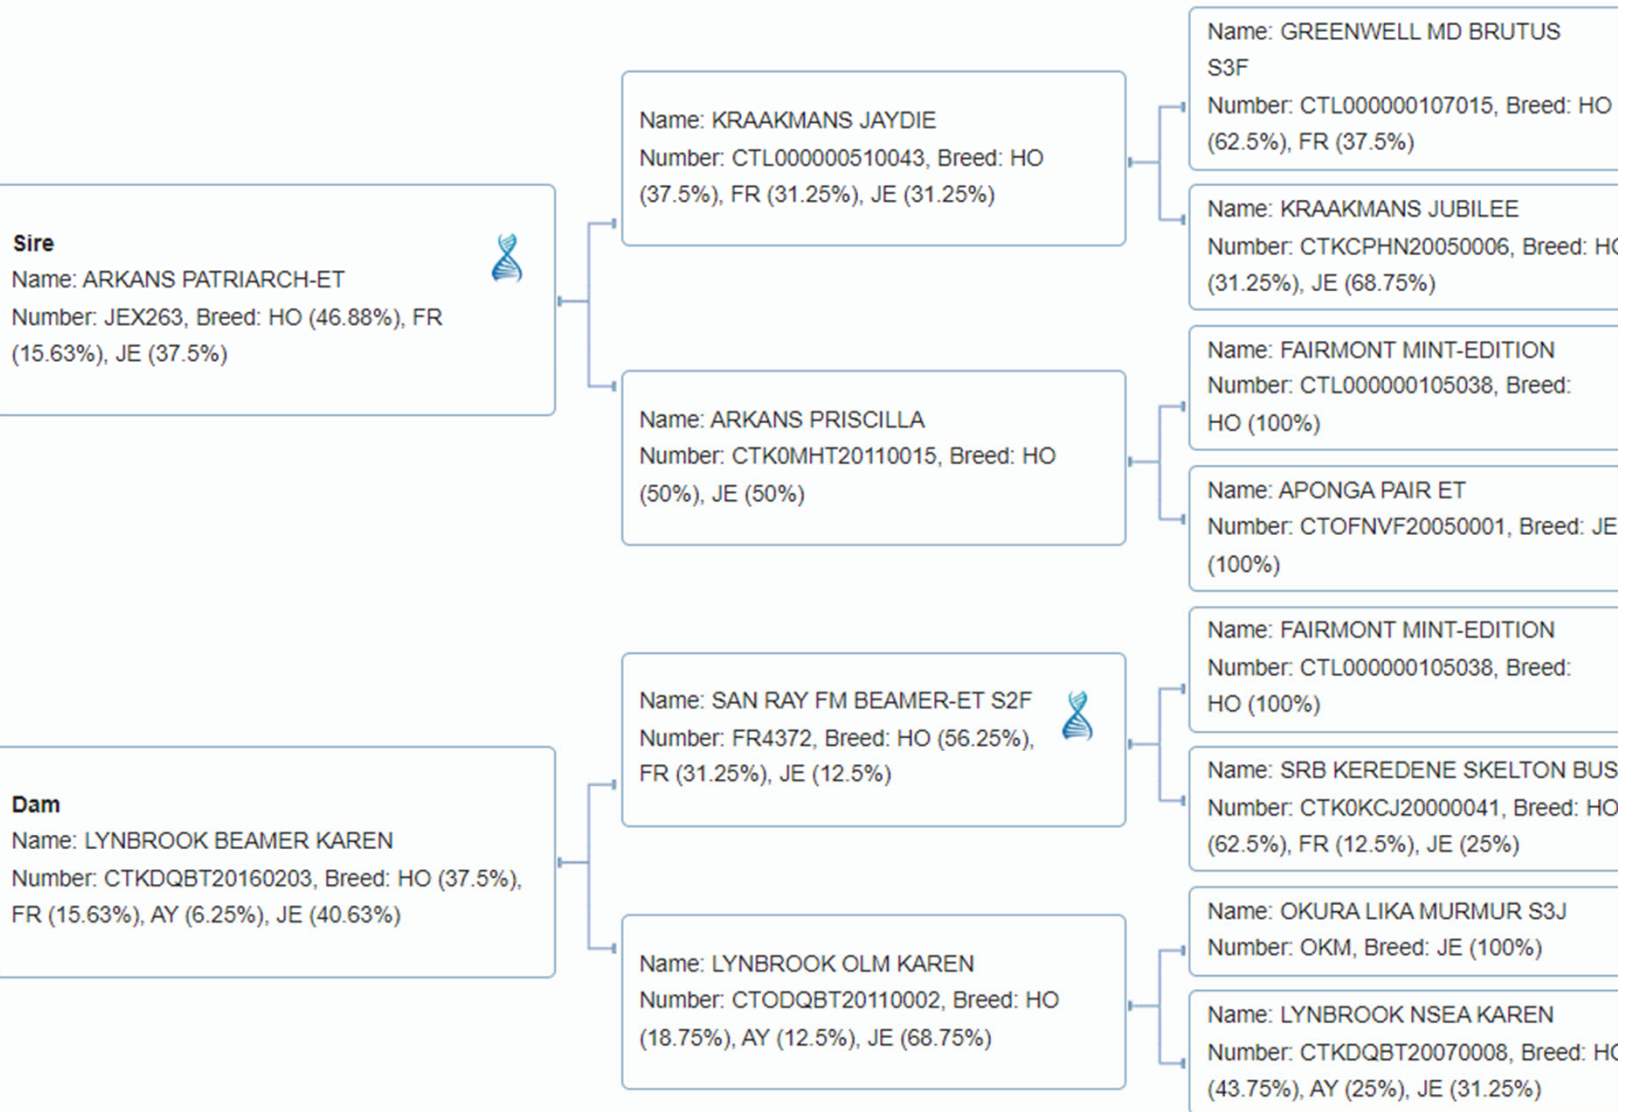 Sire
Name: ARKANS PATRIARCH-ET
Number: JEX263, Breed: HO (46.88%), FR
(15.63%), JE (37.5%)
Dam
Name: LYNBROOK BEAMER KAREN
Number: CTKDQBT20160203, Breed: HO (37.5%),
FR (15.63%), AY (6.25%), JE (40.63%)
Name: KRAAKMANS JAYDIE
Number: CTL000000510043, Breed: HO
(37.5%), FR (31.25%), JE (31.25%)
Name: ARKANS PRISCILLA
Number: CTK0MHT20110015, Breed: HO
(50%), JE (50%)
Name: SAN RAY FM BEAMER-ET S2F
Number: FR4372, Breed: HO (56.25%),
FR (31.25%), JE (12.5%)
Name: LYNBROOK OLM KAREN
Number: CTODQBT20110002, Breed: HO
(18.75%), AY (12.5%), JE (68.75%)
Name: GREENWELL MD BRUTUS
S3F
Number: CTL000000107015, Breed: HO
(62.5%), FR (37.5%)
Name: KRAAKMANS JUBILEE
Number: CTKCPHN20050006, Breed: HO
(31.25%), JE (68.75%)
Name: FAIRMONT MINT-EDITION
Number: CTL000000105038, Breed:
HO (100%)
Name: APONGA PAIR ET
Number: CTOFNVF20050001, Breed: JE
(100%)
Name: FAIRMONT MINT-EDITION
Number: CTL000000105038, Breed:
HO (100%)
Name: SRB KEREDENE SKELTON BUS
Number: CTK0KCJ20000041, Breed: HO
(62.5%), FR (12.5%), JE (25%)
Name: OKURA LIKA MURMUR S3J
Number: OKM, Breed: JE (100%)
Name: LYNBROOK NSEA KAREN
Number: CTKDQBT20070008, Breed: HO
(43.75%), AY (25%), JE (31.25%)